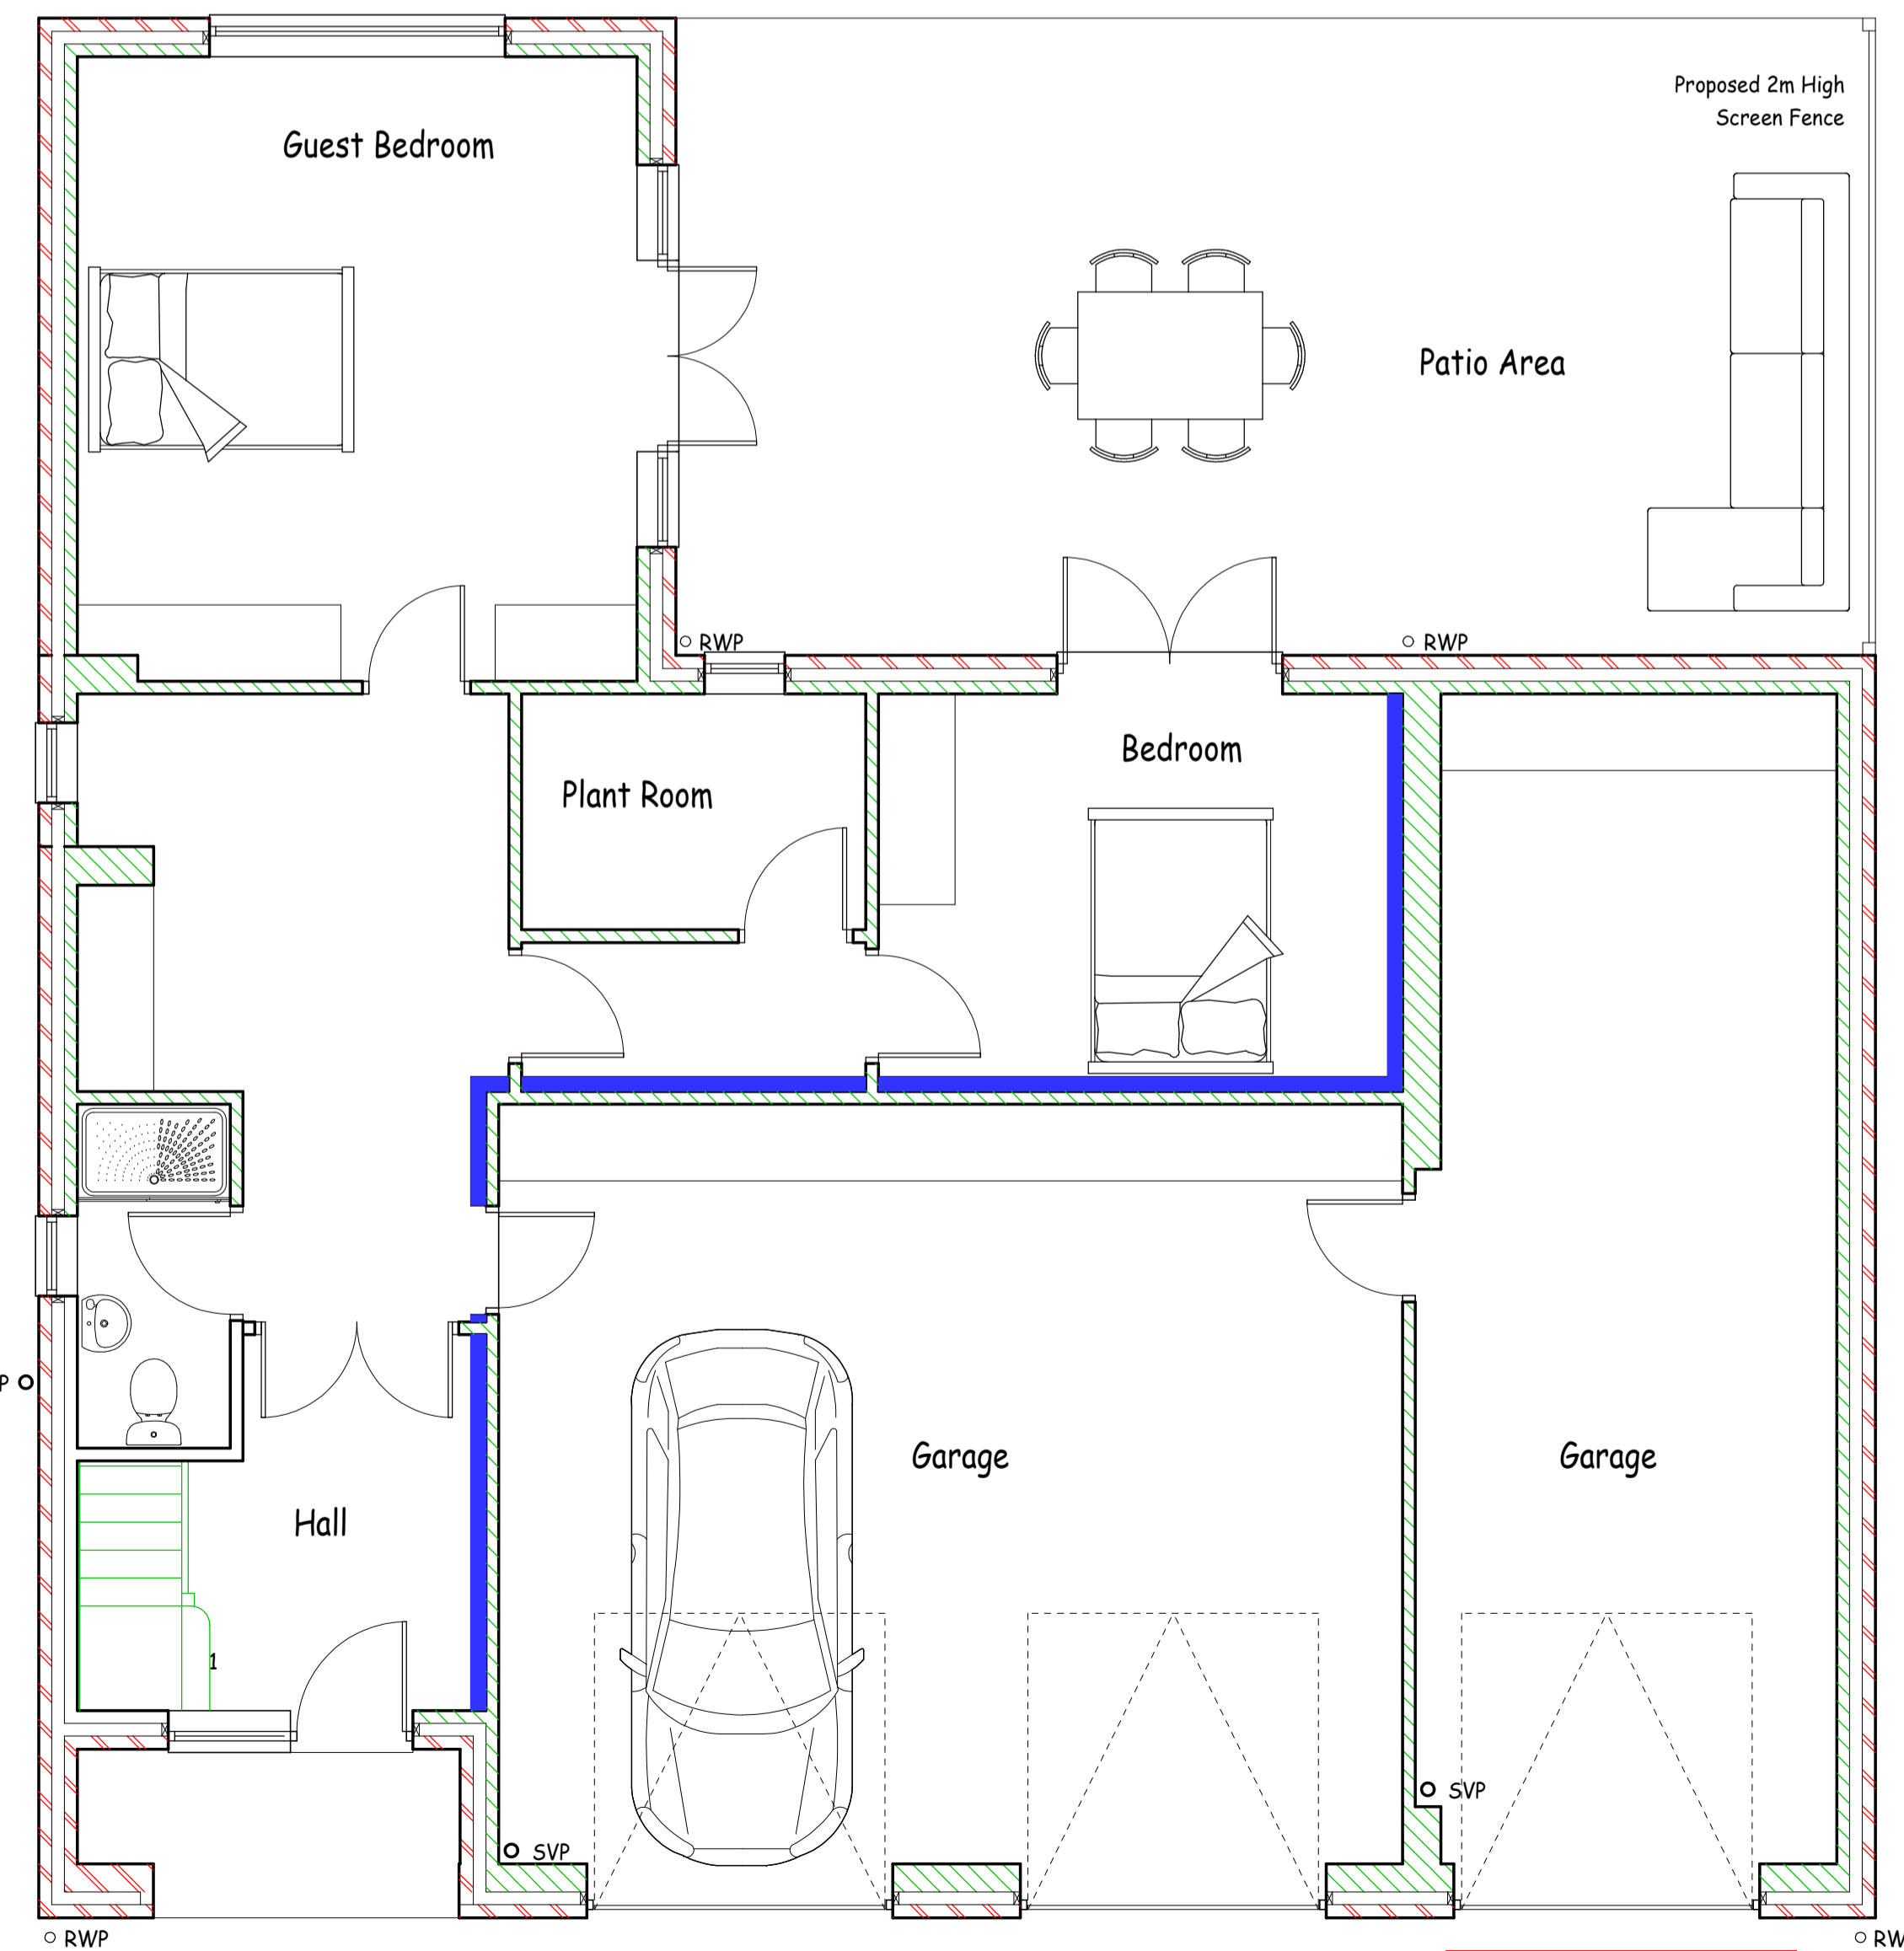 Proposed 2m High
Screen Fence
Guest Bedroom
Patio Area
RWP
RWP
Bedroom
Plant Room
P
Garage
Garage
Hall
1
SVP
SVP
RWP
RW